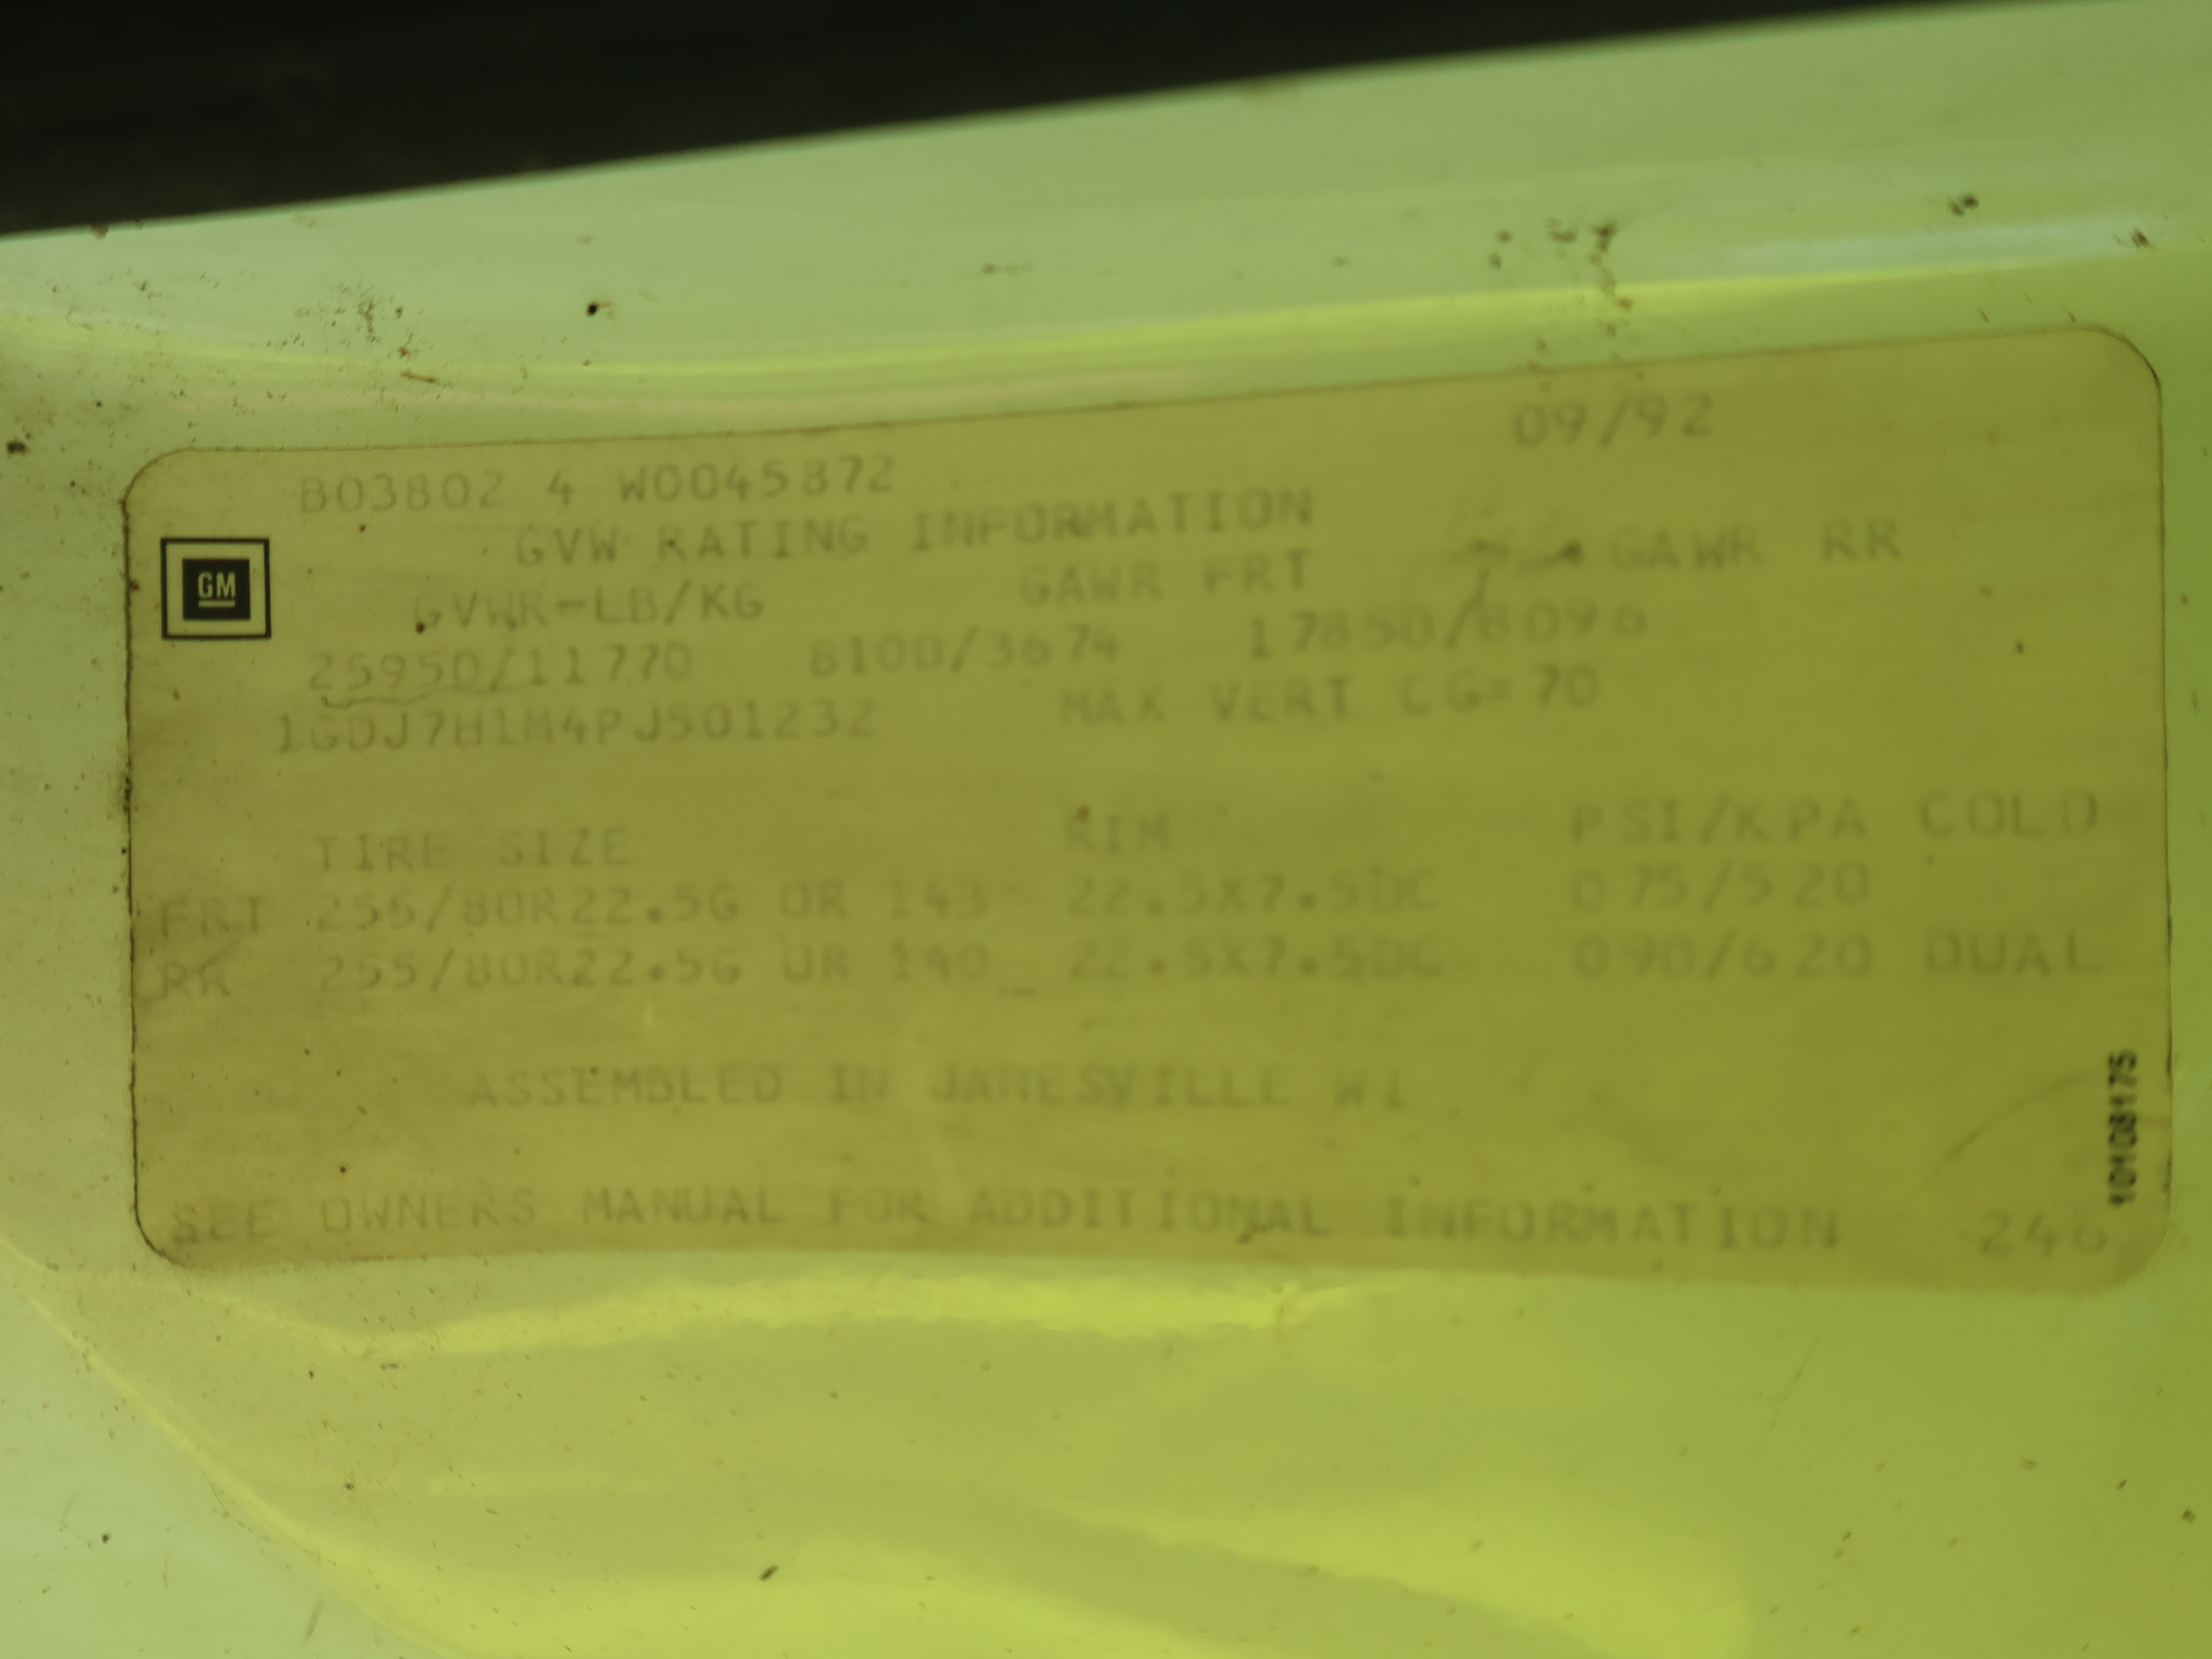 09/92
B03802 4 W0045872
GVW RATING INFORMATION
GM
GVWR-LB/KG GAWR FRT GAWR RR
25950/11770 8100/3674 17850/8096
1GDJ7H1M4PJ501232 MAX VERT CG=70
TIRE SIZE RIM PSI/KPA COLD
FRT 255/80R22.5G OR 143 22.5X7.5DC 075/520
RR 255/80R22.5G OR 140 22.5X7.5DC 090/620 DUAL
ASSEMBLED IN JANESVILLE WI
10108175
SEE OWNERS MANUAL FOR ADDITIONAL INFORMATION 246